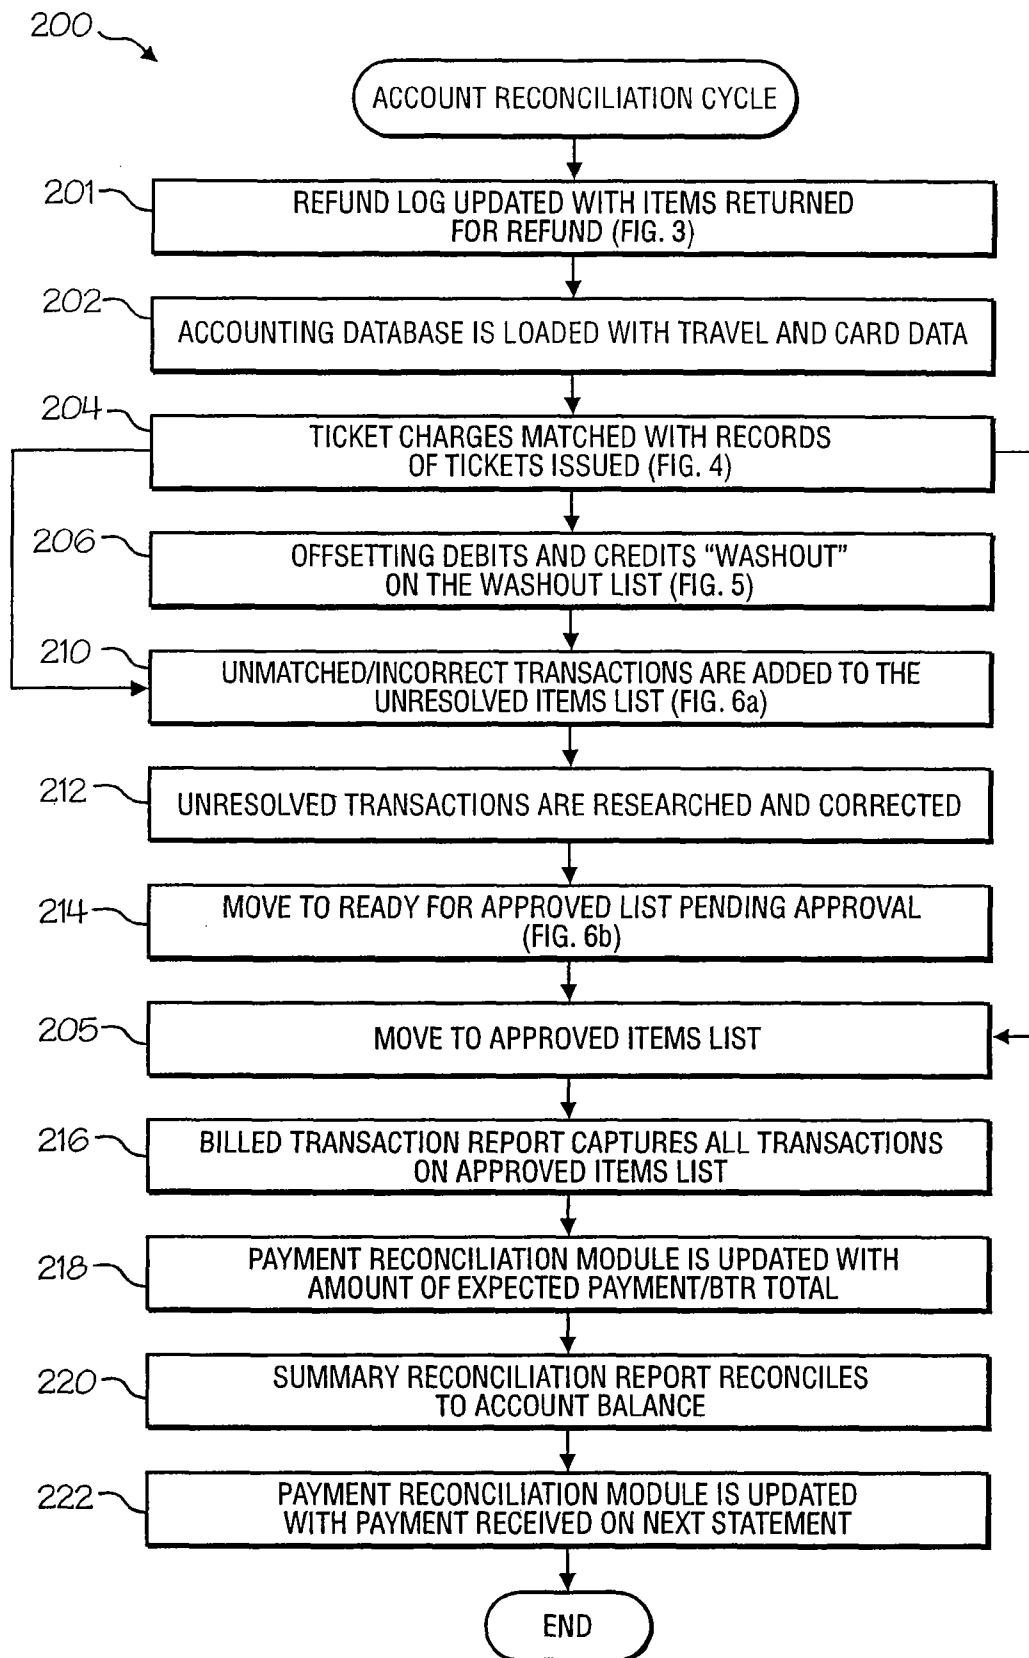 200
ACCOUNT RECONCILIATION CYCLE
201
REFUND LOG UPDATED WITH ITEMS RETURNED
FOR REFUND (FIG. 3)
202
ACCOUNTING DATABASE IS LOADED WITH TRAVEL AND CARD DATA
204
TICKET CHARGES MATCHED WITH RECORDS
OF TICKETS ISSUED (FIG. 4)
206
OFFSETTING DEBITS AND CREDITS “WASHOUT”
ON THE WASHOUT LIST (FIG. 5)
210
UNMATCHED/INCORRECT TRANSACTIONS ARE ADDED TO THE
UNRESOLVED ITEMS LIST (FIG. 6a)
212
UNRESOLVED TRANSACTIONS ARE RESEARCHED AND CORRECTED
214
MOVE TO READY FOR APPROVED LIST PENDING APPROVAL
(FIG. 6b)
205
MOVE TO APPROVED ITEMS LIST
216
BILLED TRANSACTION REPORT CAPTURES ALL TRANSACTIONS
ON APPROVED ITEMS LIST
218
PAYMENT RECONCILIATION MODULE IS UPDATED WITH
AMOUNT OF EXPECTED PAYMENT/BTR TOTAL
220
SUMMARY RECONCILIATION REPORT RECONCILES
TO ACCOUNT BALANCE
222
PAYMENT RECONCILIATION MODULE IS UPDATED
WITH PAYMENT RECEIVED ON NEXT STATEMENT
END